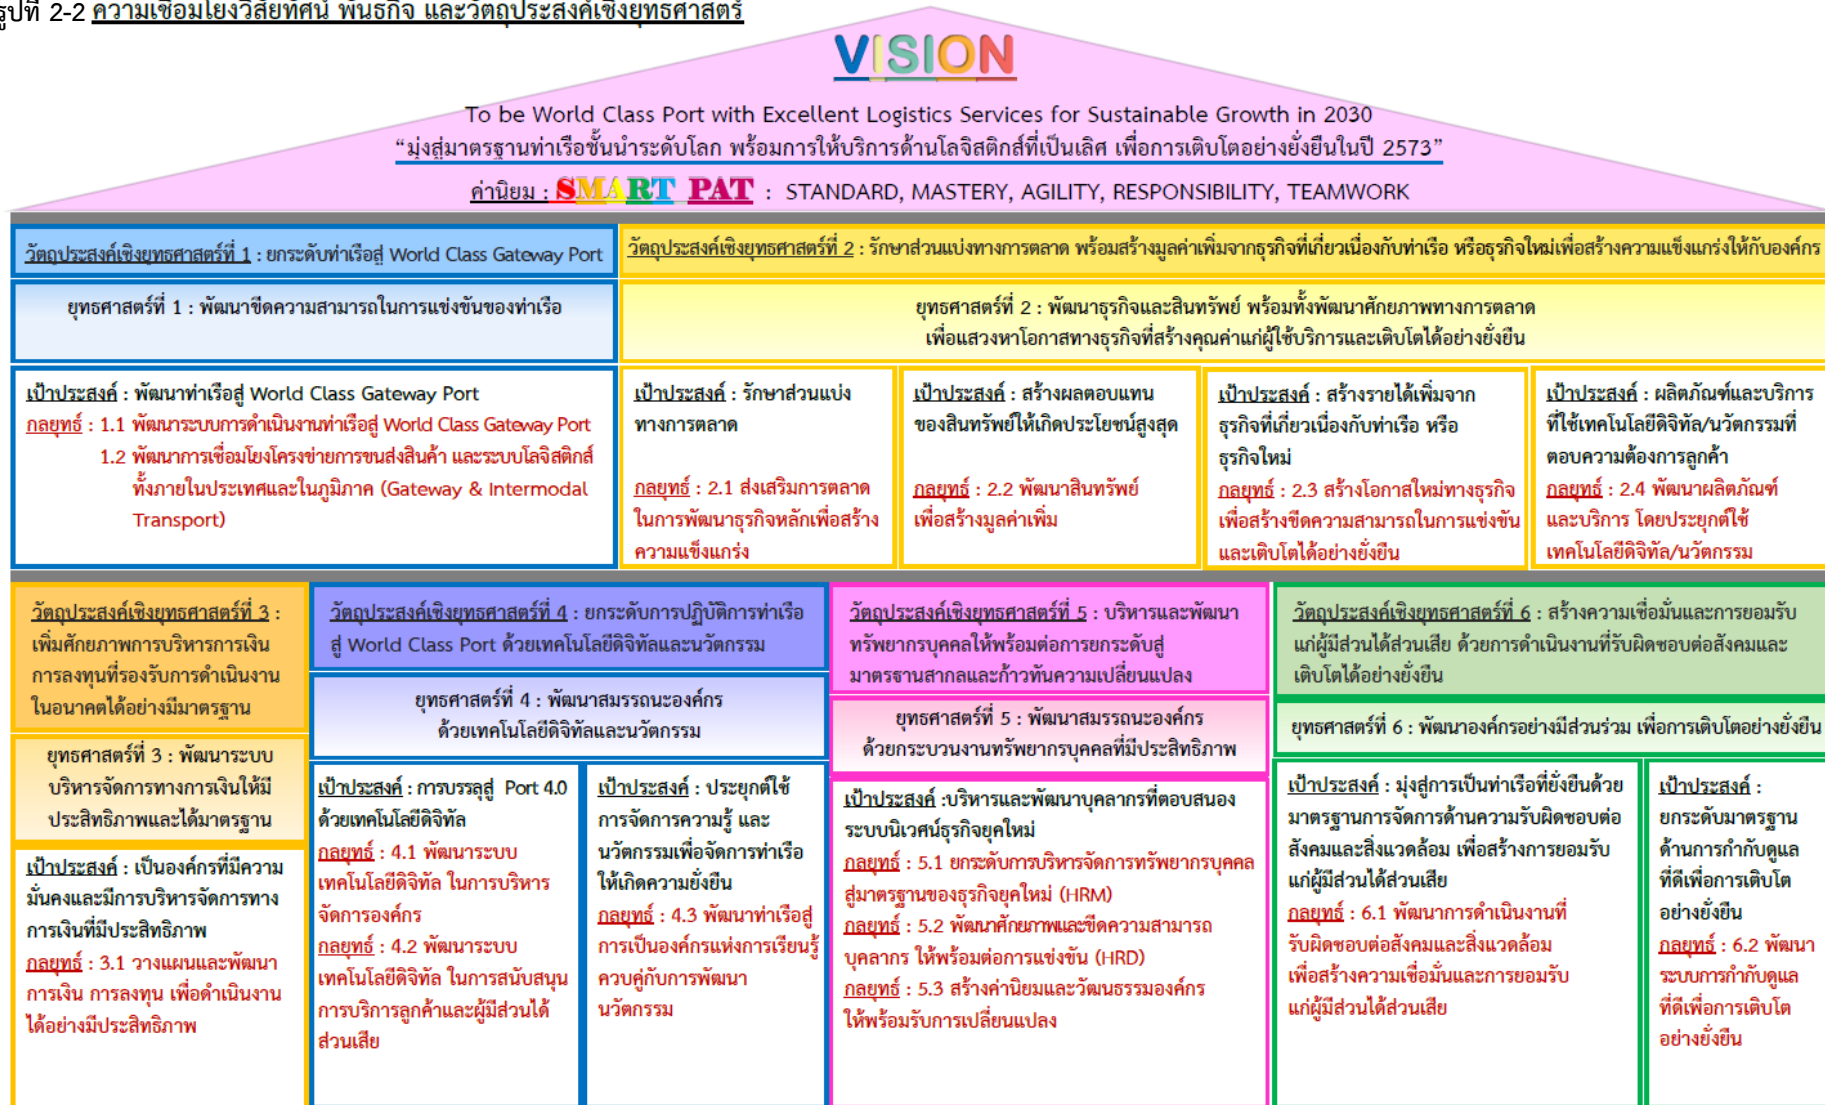 รูปที่ 2-2 ความเชื่อมโยงวิสัยทัศน์ พันธกิจ และวัตถุประสงค์เชิงยุทธศาสตร์
VISION
To be World Class Port with Excellent Logistics Services for Sustainable Growth in 2030
“มุ่งสู่มาตรฐานท่าเรือชั้นนำระดับโลก พร้อมการให้บริการด้านโลจิสติกส์ที่เป็นเลิศ เพื่อการเติบโตอย่างยั่งยืนในปี 2573”
ค่านิยม : SMART PAT : STANDARD, MASTERY, AGILITY, RESPONSIBILITY, TEAMWORK
วัตถุประสงค์เชิงยุทธศาสตร์ที่ 1 : ยกระดับท่าเรือสู่ World Class Gateway Port
ยุทธศาสตร์ที่ 1 : พัฒนาขีดความสามารถในการแข่งขันของท่าเรือ
เป้าประสงค์ : พัฒนาท่าเรือสู่ World Class Gateway Port
กลยุทธ์ : 1.1 พัฒนาระบบการดำเนินงานท่าเรือสู่ World Class Gateway Port
1.2 พัฒนาการเชื่อมโยงโครงข่ายการขนส่งสินค้า และระบบโลจิสติกส์
ทั้งภายในประเทศและในภูมิภาค (Gateway & Intermodal
Transport)
วัตถุประสงค์เชิงยุทธศาสตร์ที่ 2 : รักษาส่วนแบ่งทางการตลาด พร้อมสร้างมูลค่าเพิ่มจากธุรกิจที่เกี่ยวเนื่องกับท่าเรือ หรือธุรกิจใหม่เพื่อสร้างความแข็งแกร่งให้กับองค์กร
ยุทธศาสตร์ที่ 2 : พัฒนาธุรกิจและสินทรัพย์ พร้อมทั้งพัฒนาศักยภาพทางการตลาด
เพื่อแสวงหาโอกาสทางธุรกิจที่สร้างคุณค่าแก่ผู้ใช้บริการและเติบโตได้อย่างยั่งยืน
เป้าประสงค์ : รักษาส่วนแบ่ง
ทางการตลาด
กลยุทธ์ : 2.1 ส่งเสริมการตลาด
ในการพัฒนาธุรกิจหลักเพื่อสร้าง
ความแข็งแกร่ง
เป้าประสงค์ : สร้างผลตอบแทน
ของสินทรัพย์ให้เกิดประโยชน์สูงสุด
กลยุทธ์ : 2.2 พัฒนาสินทรัพย์
เพื่อสร้างมูลค่าเพิ่ม
เป้าประสงค์ : สร้างรายได้เพิ่มจาก
ธุรกิจที่เกี่ยวเนื่องกับท่าเรือ หรือ
ธุรกิจใหม่
กลยุทธ์ : 2.3 สร้างโอกาสใหม่ทางธุรกิจ
เพื่อสร้างขีดความสามารถในการแข่งขัน
และเติบโตได้อย่างยั่งยืน
เป้าประสงค์ : ผลิตภัณฑ์และบริการ
ที่ใช้เทคโนโลยีดิจิทัล/นวัตกรรมที่
ตอบความต้องการลูกค้า
กลยุทธ์ : 2.4 พัฒนาผลิตภัณฑ์
และบริการ โดยประยุกต์ใช้
เทคโนโลยีดิจิทัล/นวัตกรรม
วัตถุประสงค์เชิงยุทธศาสตร์ที่ 3 :
เพิ่มศักยภาพการบริหารการเงิน
การลงทุนที่รองรับการดำเนินงาน
ในอนาคตได้อย่างมีมาตรฐาน
ยุทธศาสตร์ที่ 3 : พัฒนาระบบ
บริหารจัดการทางการเงินให้มี
ประสิทธิภาพและได้มาตรฐาน
เป้าประสงค์ : เป็นองค์กรที่มีความ
มั่นคงและมีการบริหารจัดการทาง
การเงินที่มีประสิทธิภาพ
กลยุทธ์ : 3.1 วางแผนและพัฒนา
การเงิน การลงทุน เพื่อดำเนินงาน
ได้อย่างมีประสิทธิภาพ
วัตถุประสงค์เชิงยุทธศาสตร์ที่ 4 : ยกระดับการปฏิบัติการท่าเรือ
สู่ World Class Port ด้วยเทคโนโลยีดิจิทัลและนวัตกรรม
ยุทธศาสตร์ที่ 4 : พัฒนาสมรรถนะองค์กร
ด้วยเทคโนโลยีดิจิทัลและนวัตกรรม
เป้าประสงค์ : การบรรลุสู่ Port 4.0
ด้วยเทคโนโลยีดิจิทัล
กลยุทธ์ : 4.1 พัฒนาระบบ
เทคโนโลยีดิจิทัล ในการบริหาร
จัดการองค์กร
กลยุทธ์ : 4.2 พัฒนาระบบ
เทคโนโลยีดิจิทัล ในการสนับสนุน
การบริการลูกค้าและผู้มีส่วนได้
ส่วนเสีย
เป้าประสงค์ : ประยุกต์ใช้
การจัดการความรู้ และ
นวัตกรรมเพื่อจัดการท่าเรือ
ให้เกิดความยั่งยืน
กลยุทธ์ : 4.3 พัฒนาท่าเรือสู่
การเป็นองค์กรแห่งการเรียนรู้
ควบคู่กับการพัฒนา
นวัตกรรม
วัตถุประสงค์เชิงยุทธศาสตร์ที่ 5 : บริหารและพัฒนา
ทรัพยากรบุคคลให้พร้อมต่อการยกระดับสู่
มาตรฐานสากลและก้าวทันความเปลี่ยนแปลง
ยุทธศาสตร์ที่ 5 : พัฒนาสมรรถนะองค์กร
ด้วยกระบวนงานทรัพยากรบุคคลที่มีประสิทธิภาพ
เป้าประสงค์ :บริหารและพัฒนาบุคลากรที่ตอบสนอง
ระบบนิเวศน์ธุรกิจยุคใหม่
กลยุทธ์ : 5.1 ยกระดับการบริหารจัดการทรัพยากรบุคคล
สู่มาตรฐานของธุรกิจยุคใหม่ (HRM)
กลยุทธ์ : 5.2 พัฒนาศักยภาพและขีดความสามารถ
บุคลากร ให้พร้อมต่อการแข่งขัน (HRD)
กลยุทธ์ : 5.3 สร้างค่านิยมและวัฒนธรรมองค์กร
ให้พร้อมรับการเปลี่ยนแปลง
วัตถุประสงค์เชิงยุทธศาสตร์ที่ 6 : สร้างความเชื่อมั่นและการยอมรับ
แก่ผู้มีส่วนได้ส่วนเสีย ด้วยการดำเนินงานที่รับผิดชอบต่อสังคมและ
เติบโตได้อย่างยั่งยืน
ยุทธศาสตร์ที่ 6 : พัฒนาองค์กรอย่างมีส่วนร่วม เพื่อการเติบโตอย่างยั่งยืน
เป้าประสงค์ : มุ่งสู่การเป็นท่าเรือที่ยั่งยืนด้วย
มาตรฐานการจัดการด้านความรับผิดชอบต่อ
สังคมและสิ่งแวดล้อม เพื่อสร้างการยอมรับ
แก่ผู้มีส่วนได้ส่วนเสีย
กลยุทธ์ : 6.1 พัฒนาการดำเนินงานที่
รับผิดชอบต่อสังคมและสิ่งแวดล้อม
เพื่อสร้างความเชื่อมั่นและการยอมรับ
แก่ผู้มีส่วนได้ส่วนเสีย
เป้าประสงค์ :
ยกระดับมาตรฐาน
ด้านการกำกับดูแล
ที่ดีเพื่อการเติบโต
อย่างยั่งยืน
กลยุทธ์ : 6.2 พัฒนา
ระบบการกำกับดูแล
ที่ดีเพื่อการเติบโต
อย่างยั่งยืน